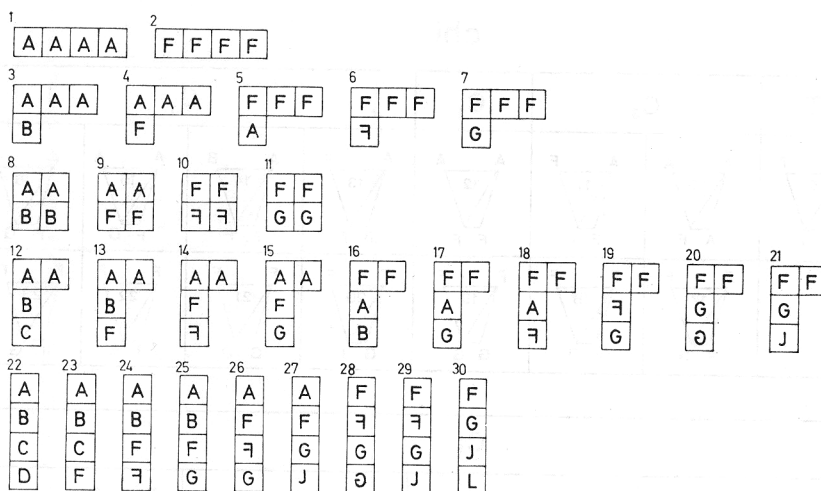 1 2
A A A A F F F F
3 4 5 6 7
A A A A A A F F F F F F F F F
B F A ꟻ G
8 9 10 11
A A A A F F F F
B B F F ꟻ ꟻ G G
12 13 14 15 16 17 18 19 20 21
A A A A A A A A F F F F F F F F F F F F
B B F F A A A ꟻ G G
C F ꟻ G B G ꟻ G G J
22 23 24 25 26 27 28 29 30
A A A A A A F F F
B B B B F F ꟻ ꟻ G
C C F F ꟻ G G G J
D F ꟻ G G J G J L